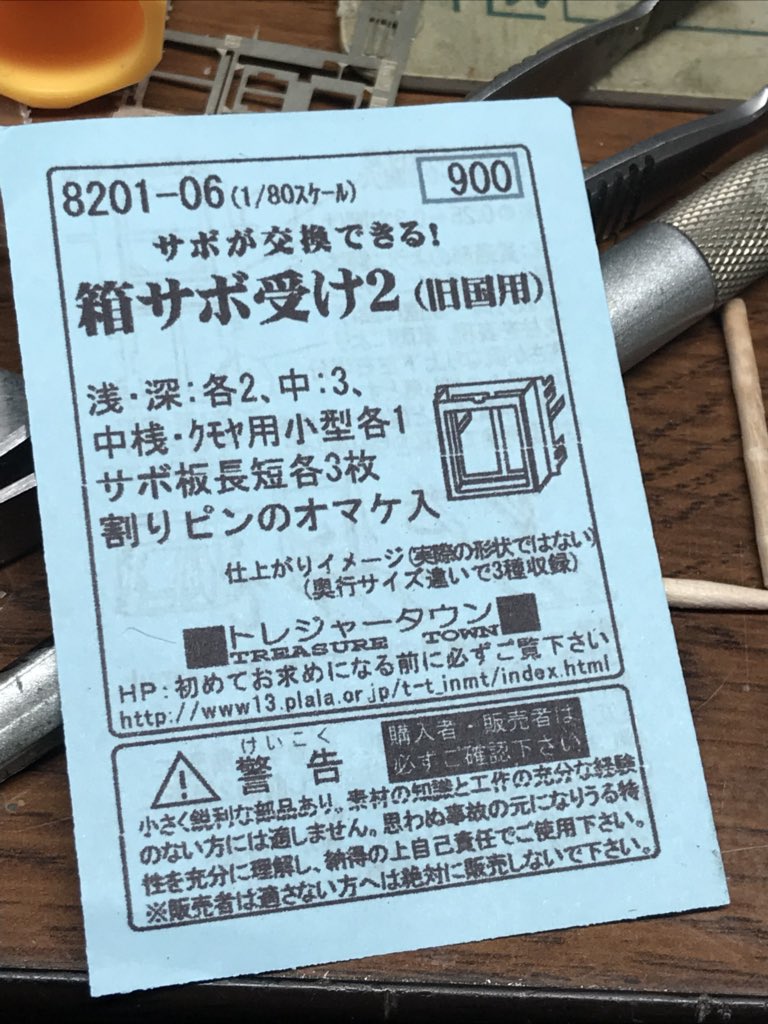 8201-06(1/80スケール) 900
サボが交換できる!
箱サボ受け2(旧国用)
浅・深:各2、中:3、
中桟・クモヤ用小型各1
サボ板長短各3枚
割りピンのオマケ入
仕上がりイメージ(実際の形状ではない)
(奥行サイズ違いで3種収録)
■トレジャータウン■
TREASURE TOWN
HP:初めてお求めになる前に必ずご覧下さい
http://www13.plala.or.jp/t-t_inmt/index.html
けいこく
警告
購入者・販売者は
必ずご確認下さい
小さく鋭利な部品あり。素材の知識と工作の充分な経験
のない方には適しません。思わぬ事故の元になりうる特
性を充分に理解し、納得の上自己責任でご使用下さい。
※販売者は適さない方へは絶対に販売しないで下さい。